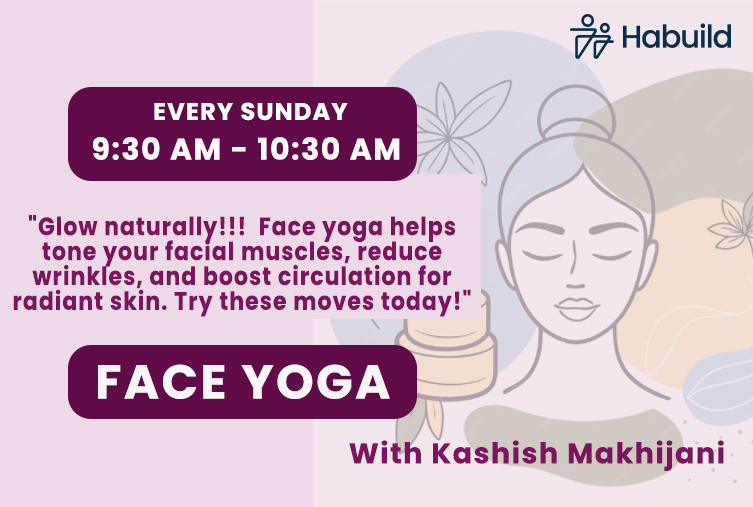 Habuild
EVERY SUNDAY
9:30 AM - 10:30 AM
"Glow naturally!!! Face yoga helps
tone your facial muscles, reduce
wrinkles, and boost circulation for
radiant skin. Try these moves today!"
FACE YOGA
With Kashish Makhijani